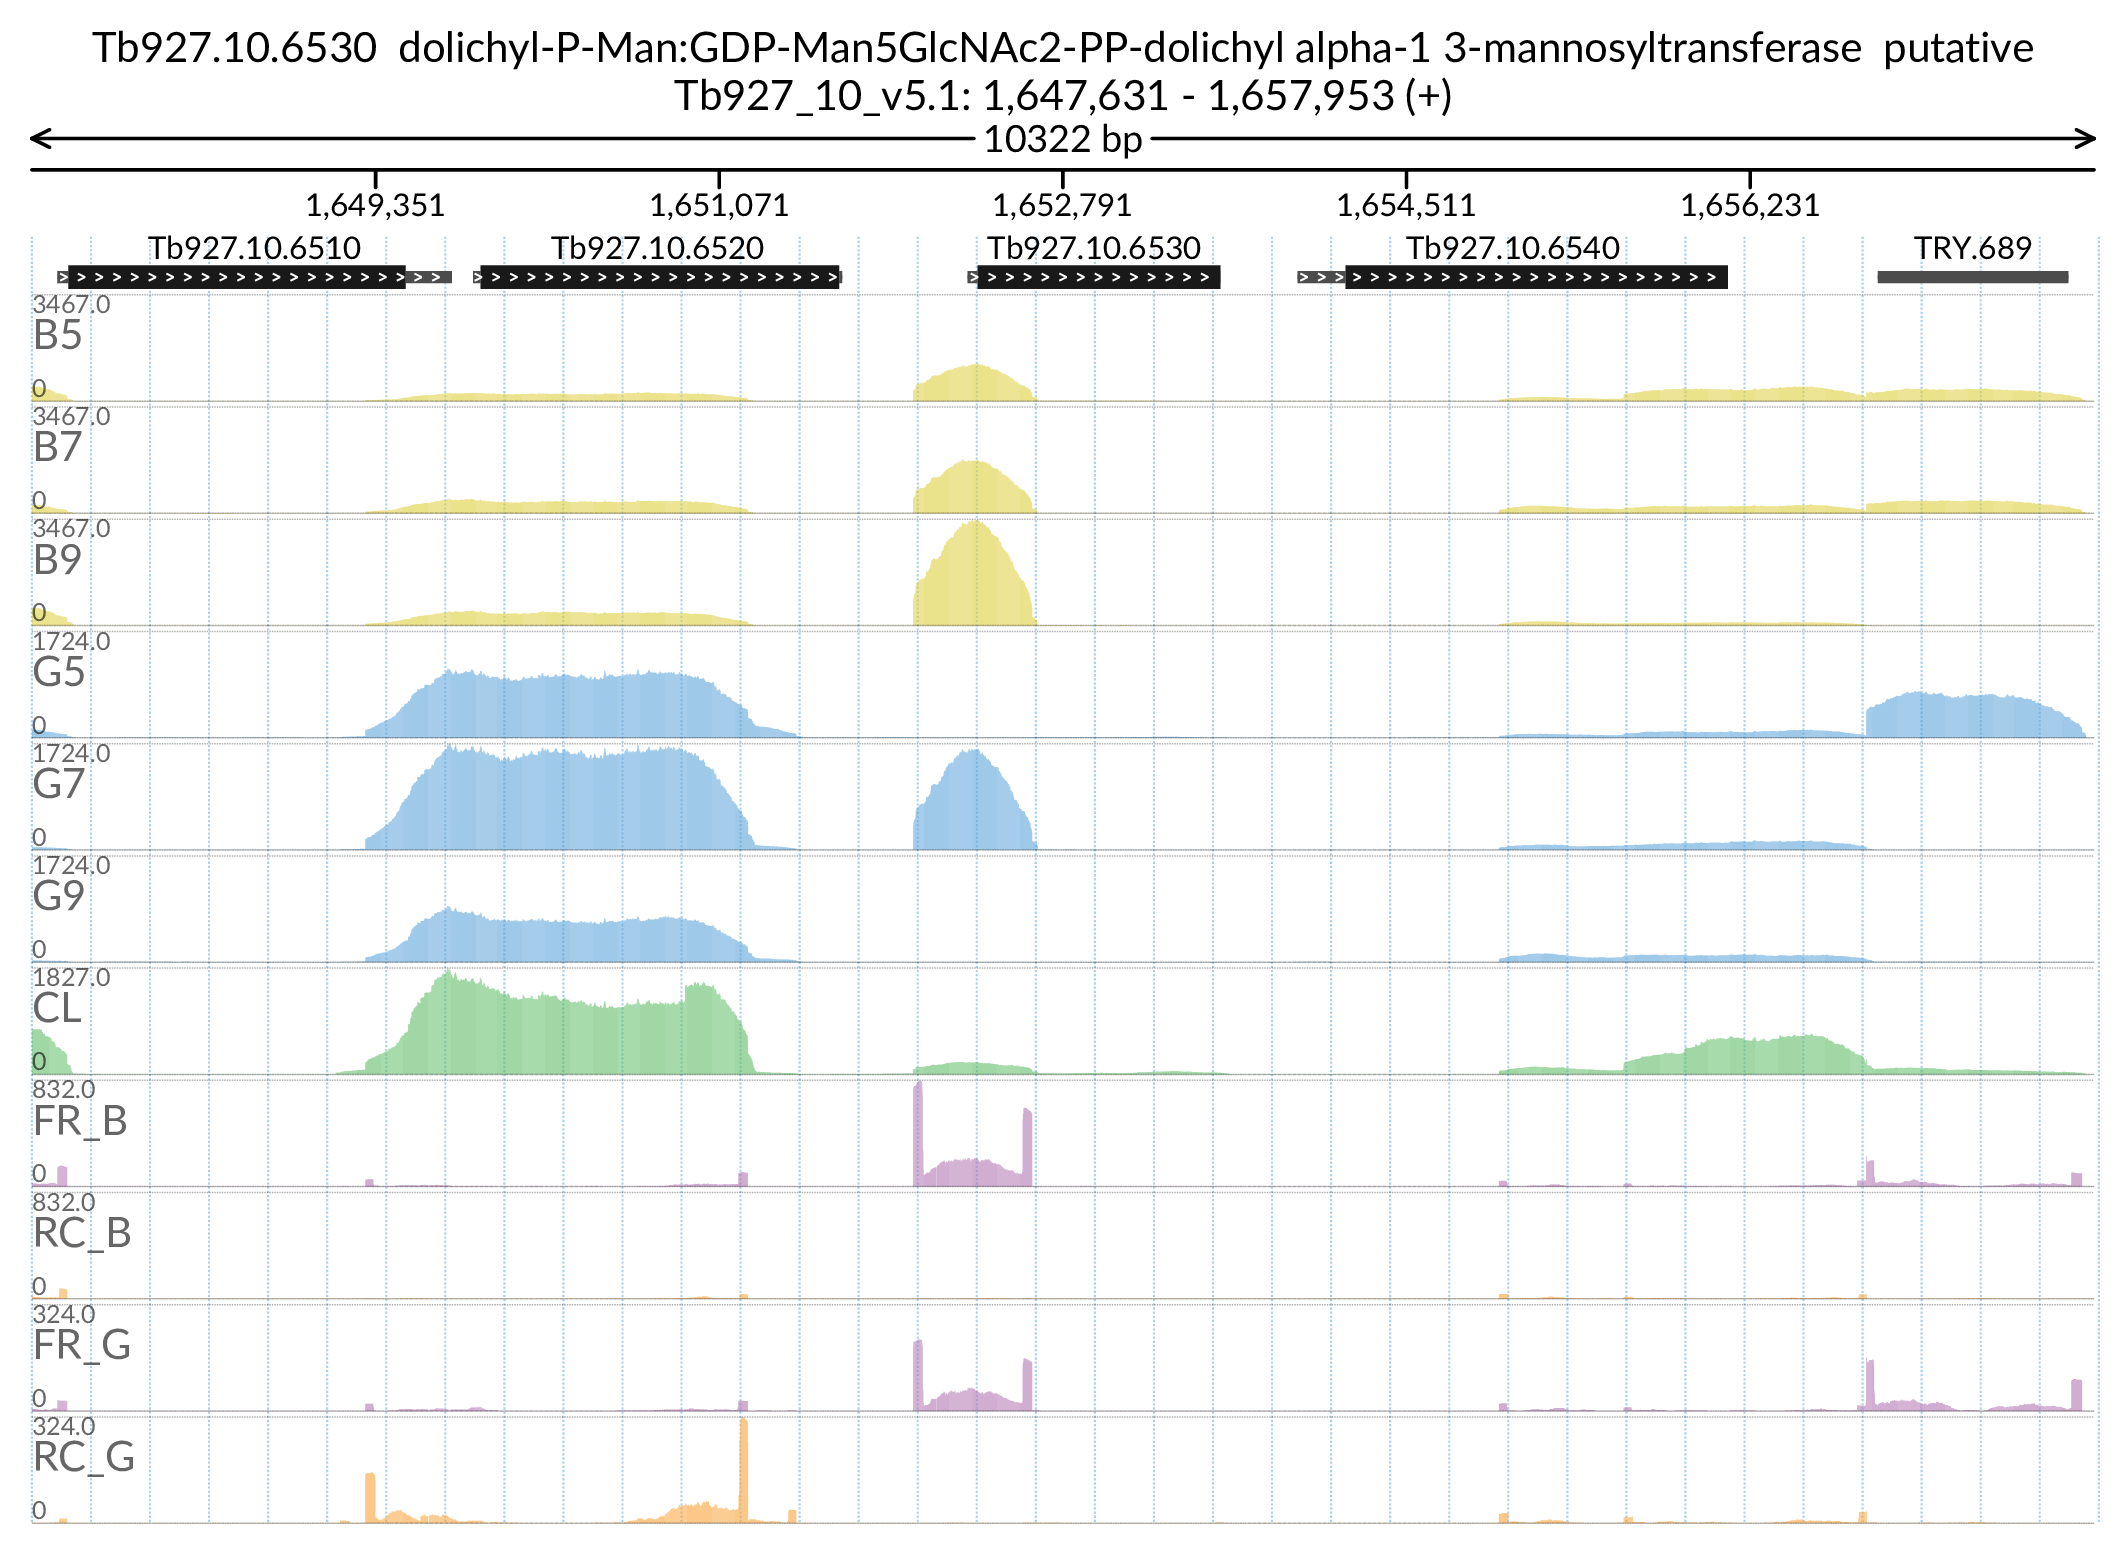 Tb927.10.6530  dolichyl-P-Man:GDP-Man5GlcNAc2-PP-dolichyl alpha-1 3-mannosyltransferase  putative
Tb927_10_v5.1: 1,647,631 - 1,657,953 (+)
10322 bp
1,649,351 1,651,071 1,652,791 1,654,511 1,656,231
Tb927.10.6510 Tb927.10.6520 Tb927.10.6530 Tb927.10.6540 TRY.689
3467.0
B5
0
3467.0
B7
0
3467.0
B9
0
1724.0
G5
0
1724.0
G7
0
1724.0
G9
0
1827.0
CL
0
832.0
FR_B
0
832.0
RC_B
0
324.0
FR_G
0
324.0
RC_G
0